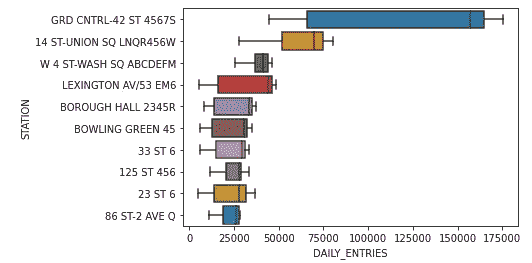 GRD CNTRL-42 ST 4567S
14 ST-UNION SQ LNQR456W
W 4 ST-WASH SQ ABCDEFM
LEXINGTON AV/53 EM6
BOROUGH HALL 2345R
BOWLING GREEN 45
33 ST 6
125 ST 456
23 ST 6
86 ST-2 AVE Q
STATION
0 25000 50000 75000 100000 125000 150000 175000
DAILY_ENTRIES